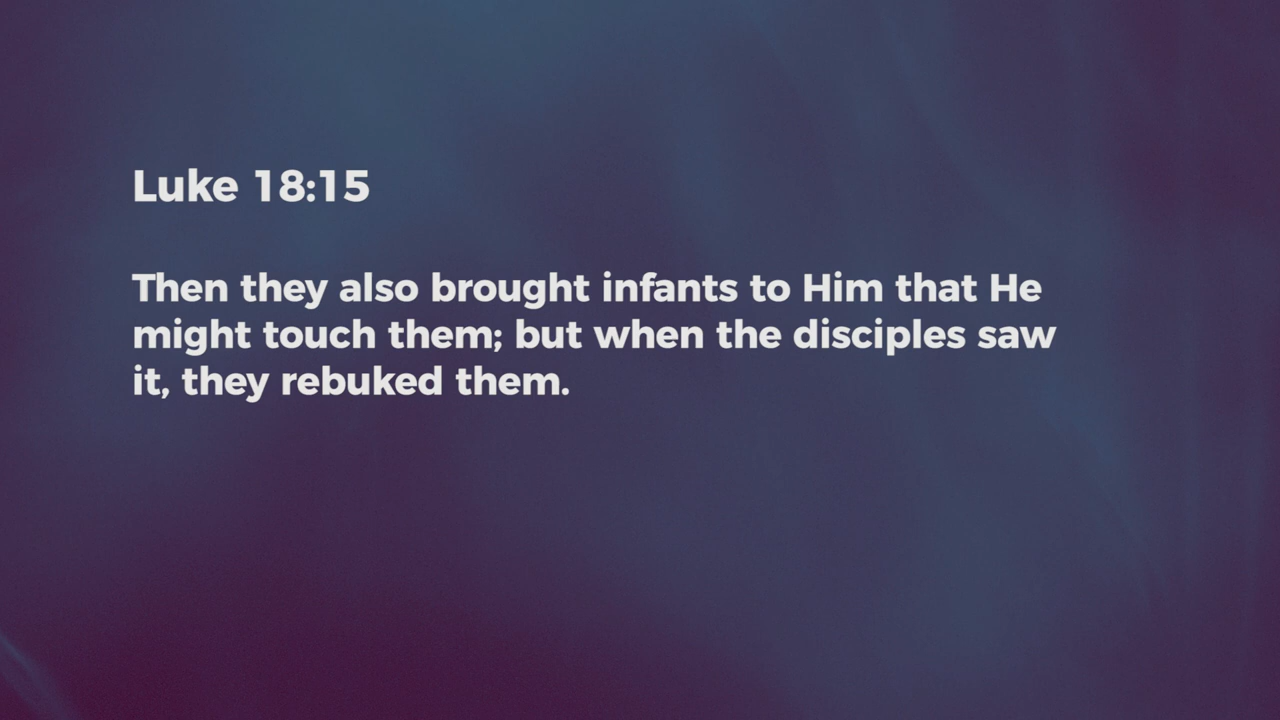 Luke 18:15
Then they also brought infants to Him that He
might touch them; but when the disciples saw
it, they rebuked them.